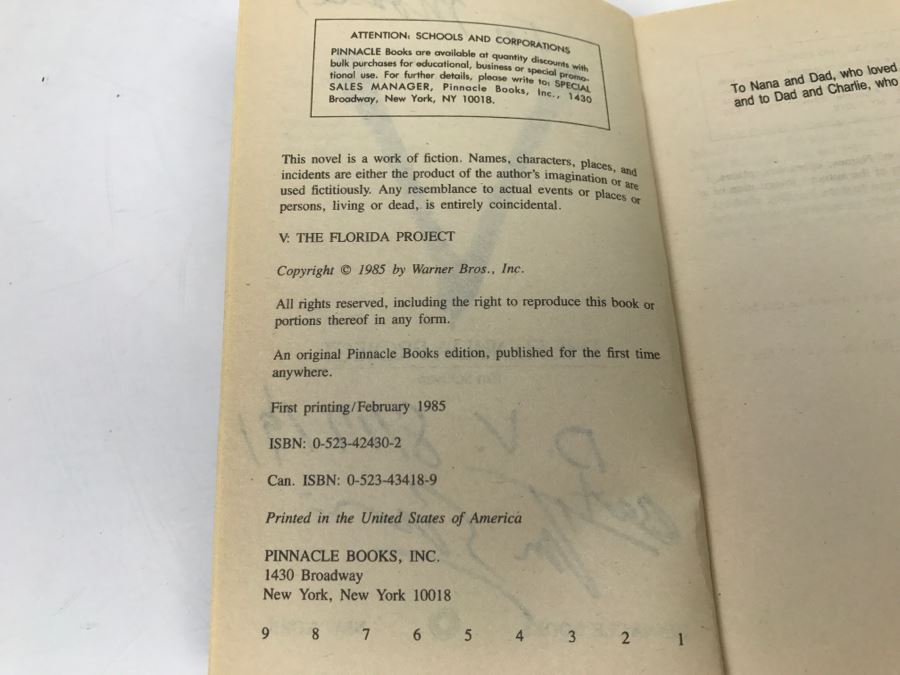 ATTENTION: SCHOOLS AND CORPORATIONS
PINNACLE Books are available at quantity discounts with
bulk purchases for educational, business or special promo-
tional use. For further details, please write to: SPECIAL
SALES MANAGER, Pinnacle Books, Inc., 1430
Broadway, New York, NY 10018.
This novel is a work of fiction. Names, characters, places, and
incidents are either the product of the author's imagination or are
used fictitiously. Any resemblance to actual events or places or
persons, living or dead, is entirely coincidental.
V: THE FLORIDA PROJECT
Copyright © 1985 by Warner Bros., Inc.
All rights reserved, including the right to reproduce this book or
portions thereof in any form.
An original Pinnacle Books edition, published for the first time
anywhere.
First printing/February 1985
ISBN: 0-523-42430-2
Can. ISBN: 0-523-43418-9
Printed in the United States of America
PINNACLE BOOKS, INC.
1430 Broadway
New York, New York 10018
9 8 7 6 5 4 3 2 1
To Nana and Dad, who loved
and to Dad and Charlie, who